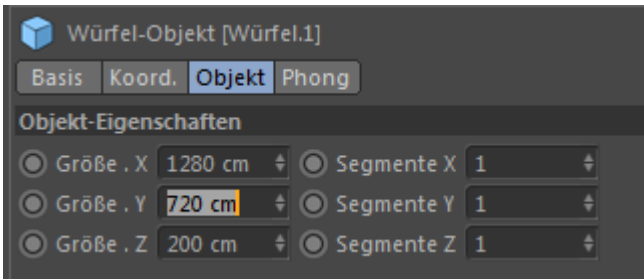 Würfel-Objekt [Würfel.1]
Basis Koord. Objekt Phong
Objekt-Eigenschaften
Größe . X 1280 cm Segmente X 1
Größe . Y 720 cm Segmente Y 1
Größe . Z 200 cm Segmente Z 1